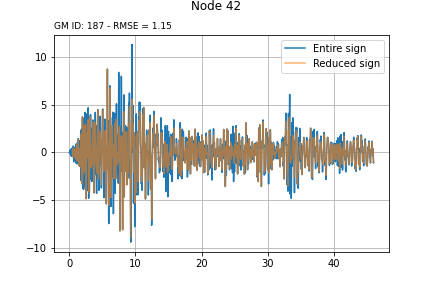 Node 42
GM ID: 187 - RMSE = 1.15
Entire sign
Reduced sign
10
5
0
−5
−10
0 10 20 30 40